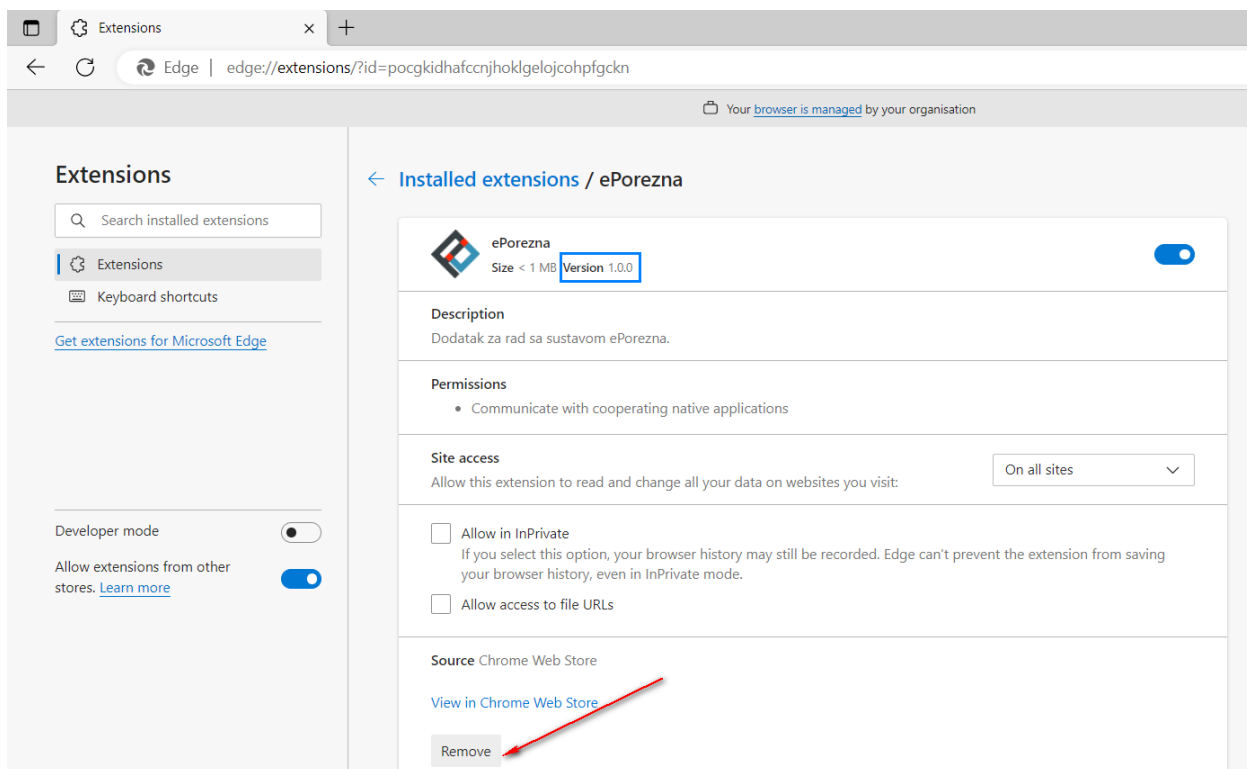 Extensions
Edge | edge://extensions/?id=pocgkidhafccnjhoklgelojcohpfgckn
Your browser is managed by your organisation
Extensions
Search installed extensions
Extensions
Keyboard shortcuts
Get extensions for Microsoft Edge
Developer mode
Allow extensions from other
stores. Learn more
Installed extensions / ePorezna
ePorezna
Size < 1 MB Version 1.0.0
Description
Dodatak za rad sa sustavom ePorezna.
Permissions
• Communicate with cooperating native applications
Site access
Allow this extension to read and change all your data on websites you visit:
On all sites
Allow in InPrivate
If you select this option, your browser history may still be recorded. Edge can't prevent the extension from saving
your browser history, even in InPrivate mode.
Allow access to file URLs
Source Chrome Web Store
View in Chrome Web Store
Remove